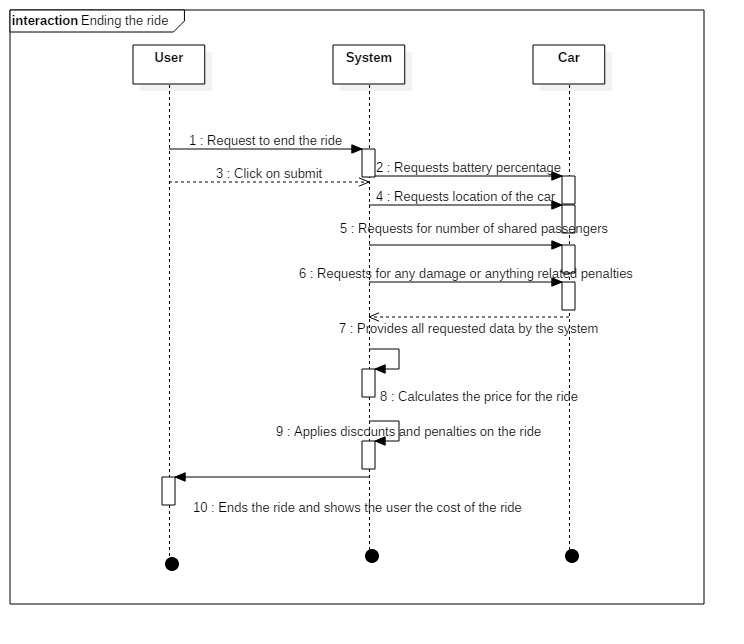 interaction Ending the ride
User
System
Car
1 : Request to end the ride
2 : Requests battery percentage
3 : Click on submit
4 : Requests location of the car
5 : Requests for number of shared passengers
6 : Requests for any damage or anything related penalties
7 : Provides all requested data by the system
8 : Calculates the price for the ride
9 : Applies discounts and penalties on the ride
10 : Ends the ride and shows the user the cost of the ride